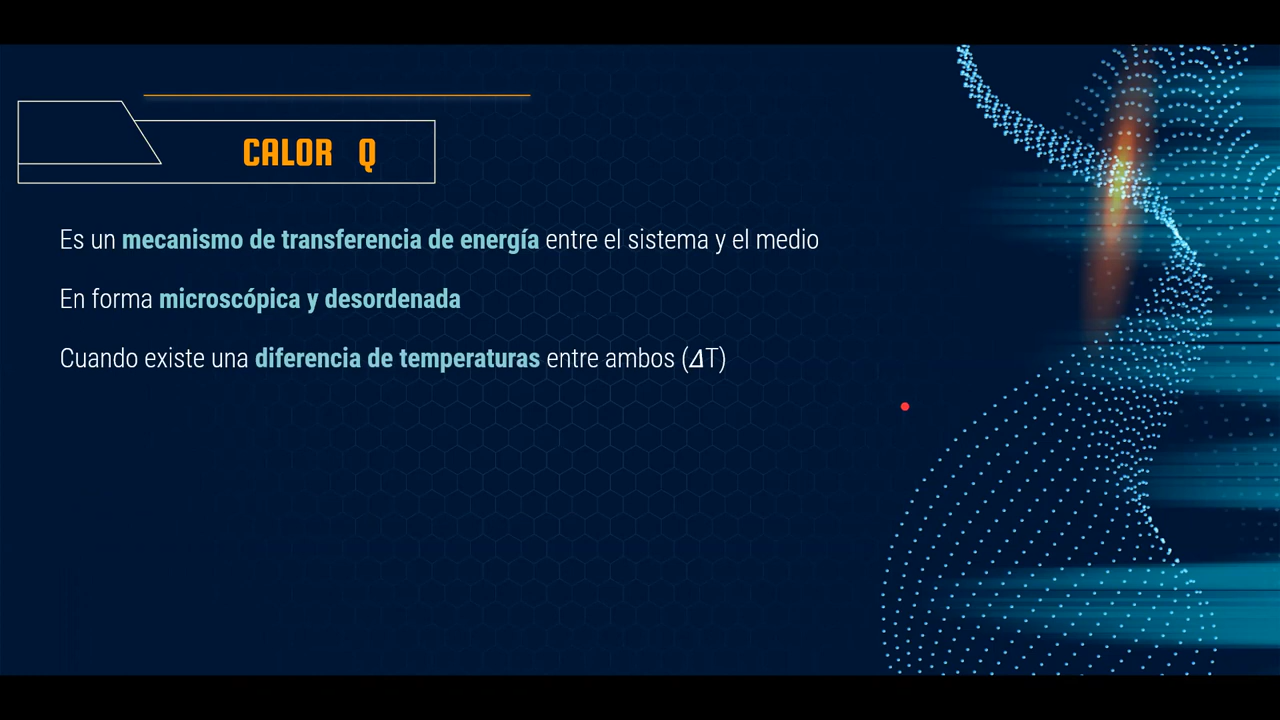 CALOR Q
Es un mecanismo de transferencia de energía entre el sistema y el medio
En forma microscópica y desordenada
Cuando existe una diferencia de temperaturas entre ambos (ΔT)